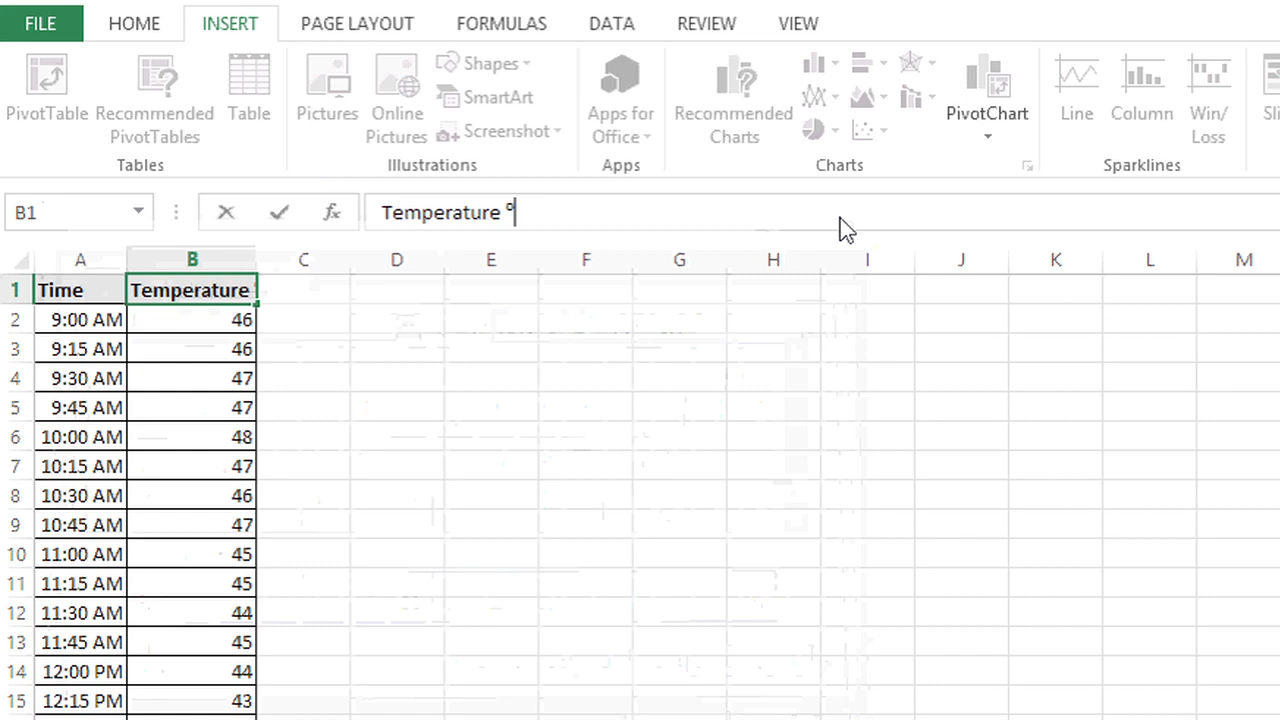 FILE HOME INSERT PAGE LAYOUT FORMULAS DATA REVIEW VIEW
PivotTable Recommended PivotTables Table Pictures Online Pictures Shapes SmartArt Screenshot Apps for Office Recommended Charts PivotChart Line Column Win/ Loss
Tables Illustrations Apps Charts Sparklines
B1 fx Temperature °
A B C D E F G H I J K L M
1 Time Temperature
2 9:00 AM 46
3 9:15 AM 46
4 9:30 AM 47
5 9:45 AM 47
6 10:00 AM 48
7 10:15 AM 47
8 10:30 AM 46
9 10:45 AM 47
10 11:00 AM 45
11 11:15 AM 45
12 11:30 AM 44
13 11:45 AM 45
14 12:00 PM 44
15 12:15 PM 43